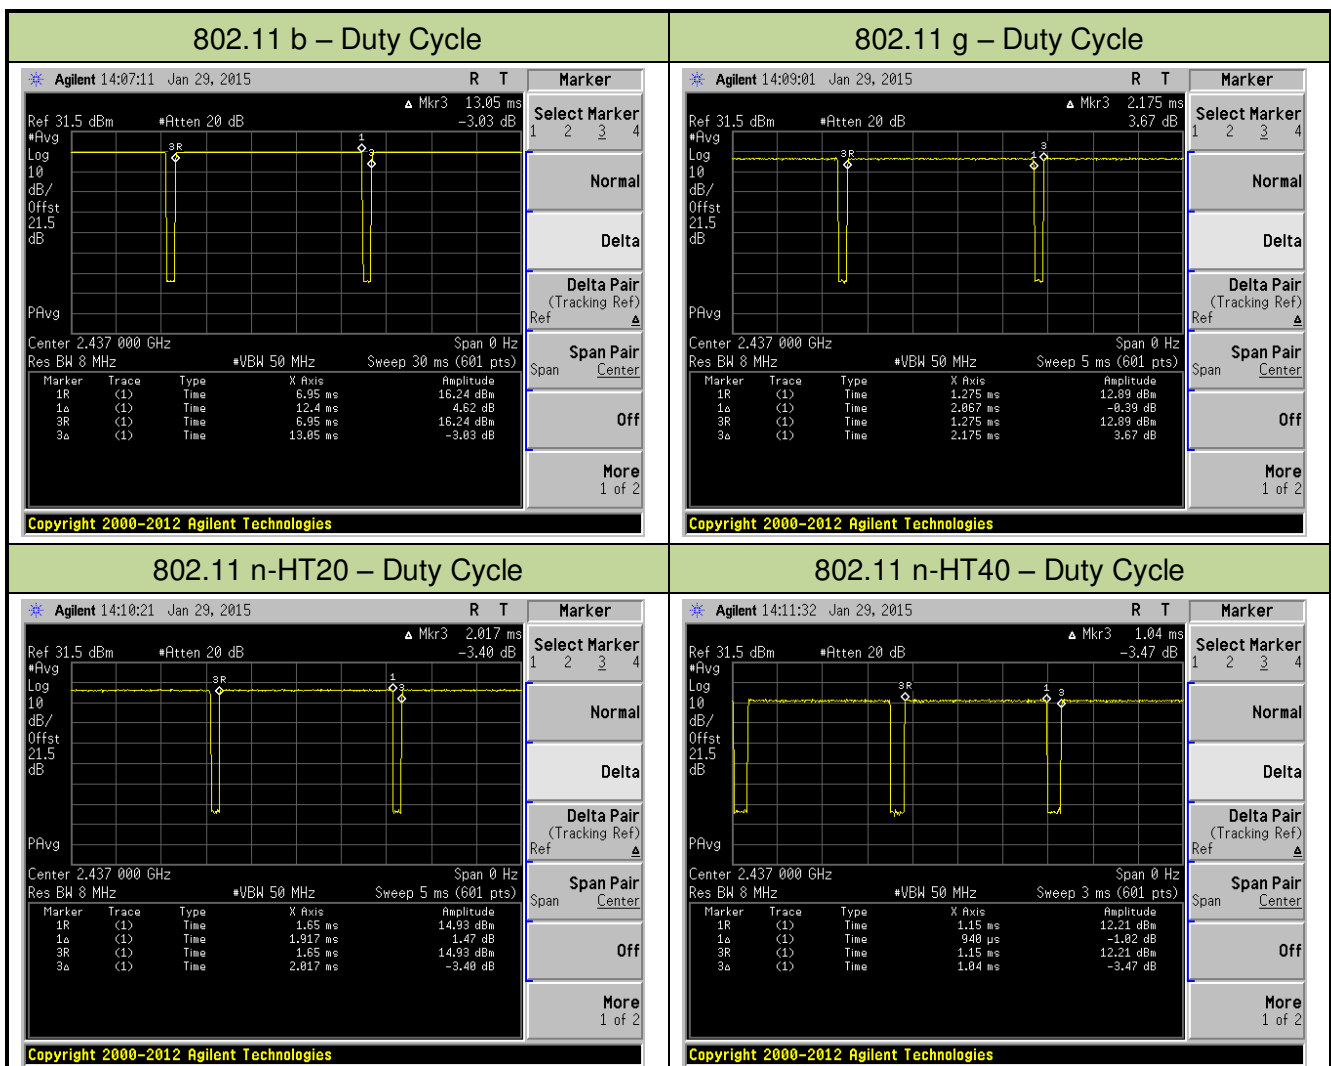 802.11 b – Duty Cycle
Agilent 14:07:11 Jan 29, 2015 R T
Marker
Δ Mkr3 13.05 ms
Ref 31.5 dBm #Atten 20 dB -3.03 dB
#Avg
Log
10
dB/
Offst
21.5
dB
PAvg
3R
1
3
Center 2.437 000 GHz Span 0 Hz
Res BW 8 MHz #VBW 50 MHz Sweep 30 ms (601 pts)
Marker Trace Type X Axis Amplitude
1R (1) Time 6.95 ms 16.24 dBm
1Δ (1) Time 12.4 ms 4.62 dB
3R (1) Time 6.95 ms 16.24 dBm
3Δ (1) Time 13.05 ms -3.03 dB
Select Marker
1 2 3 4
Normal
Delta
Delta Pair
(Tracking Ref)
Ref Δ
Span Pair
Span Center
Off
More
1 of 2
Copyright 2000-2012 Agilent Technologies
802.11 g – Duty Cycle
Agilent 14:09:01 Jan 29, 2015 R T
Marker
Δ Mkr3 2.175 ms
Ref 31.5 dBm #Atten 20 dB 3.67 dB
#Avg
Log
10
dB/
Offst
21.5
dB
PAvg
3R
1
3
Center 2.437 000 GHz Span 0 Hz
Res BW 8 MHz #VBW 50 MHz Sweep 5 ms (601 pts)
Marker Trace Type X Axis Amplitude
1R (1) Time 1.275 ms 12.89 dBm
1Δ (1) Time 2.067 ms -0.39 dB
3R (1) Time 1.275 ms 12.89 dBm
3Δ (1) Time 2.175 ms 3.67 dB
Select Marker
1 2 3 4
Normal
Delta
Delta Pair
(Tracking Ref)
Ref Δ
Span Pair
Span Center
Off
More
1 of 2
Copyright 2000-2012 Agilent Technologies
802.11 n-HT20 – Duty Cycle
Agilent 14:10:21 Jan 29, 2015 R T
Marker
Δ Mkr3 2.017 ms
Ref 31.5 dBm #Atten 20 dB -3.40 dB
#Avg
Log
10
dB/
Offst
21.5
dB
PAvg
3R
1
3
Center 2.437 000 GHz Span 0 Hz
Res BW 8 MHz #VBW 50 MHz Sweep 5 ms (601 pts)
Marker Trace Type X Axis Amplitude
1R (1) Time 1.65 ms 14.93 dBm
1Δ (1) Time 1.917 ms 1.47 dB
3R (1) Time 1.65 ms 14.93 dBm
3Δ (1) Time 2.017 ms -3.40 dB
Select Marker
1 2 3 4
Normal
Delta
Delta Pair
(Tracking Ref)
Ref Δ
Span Pair
Span Center
Off
More
1 of 2
Copyright 2000-2012 Agilent Technologies
802.11 n-HT40 – Duty Cycle
Agilent 14:11:32 Jan 29, 2015 R T
Marker
Δ Mkr3 1.04 ms
Ref 31.5 dBm #Atten 20 dB -3.47 dB
#Avg
Log
10
dB/
Offst
21.5
dB
PAvg
3R
1
3
Center 2.437 000 GHz Span 0 Hz
Res BW 8 MHz #VBW 50 MHz Sweep 3 ms (601 pts)
Marker Trace Type X Axis Amplitude
1R (1) Time 1.15 ms 12.21 dBm
1Δ (1) Time 940 µs -1.02 dB
3R (1) Time 1.15 ms 12.21 dBm
3Δ (1) Time 1.04 ms -3.47 dB
Select Marker
1 2 3 4
Normal
Delta
Delta Pair
(Tracking Ref)
Ref Δ
Span Pair
Span Center
Off
More
1 of 2
Copyright 2000-2012 Agilent Technologies